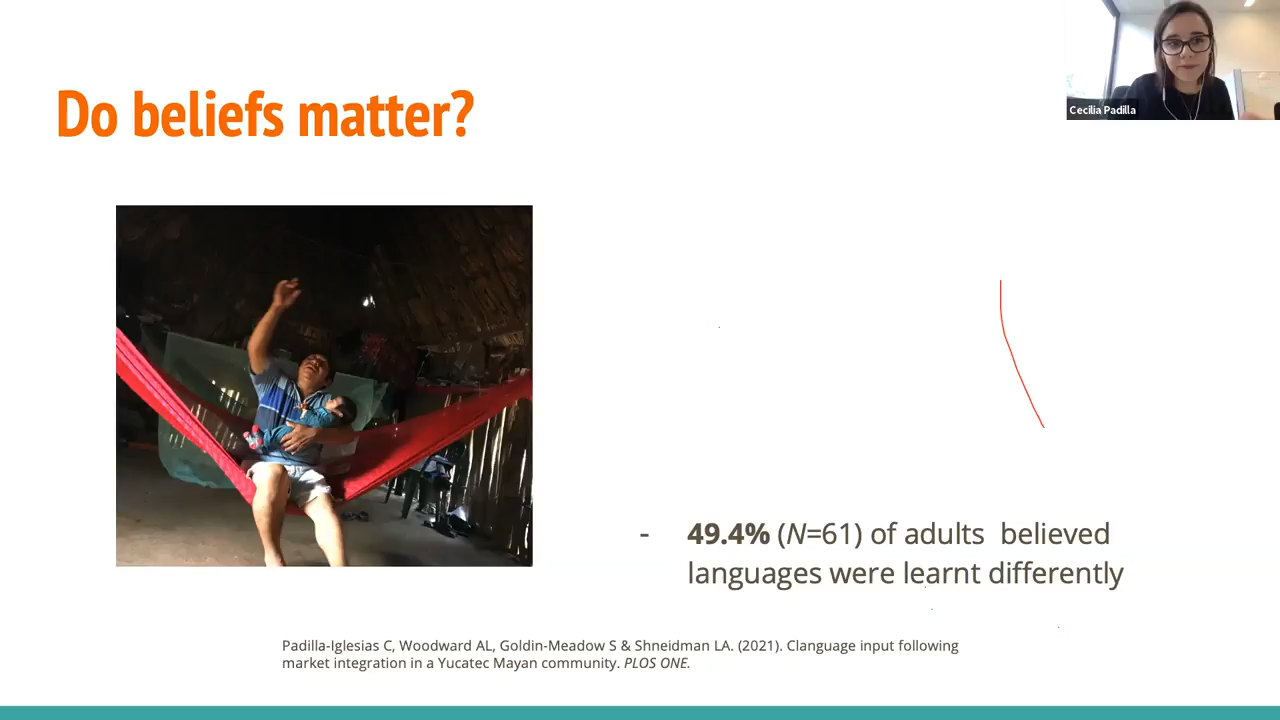 Do beliefs matter?
Cecilia Padilla
- 49.4% (N=61) of adults believed
languages were learnt differently
Padilla-Iglesias C, Woodward AL, Goldin-Meadow S & Shneidman LA. (2021). Clanguage input following
market integration in a Yucatec Mayan community. PLOS ONE.